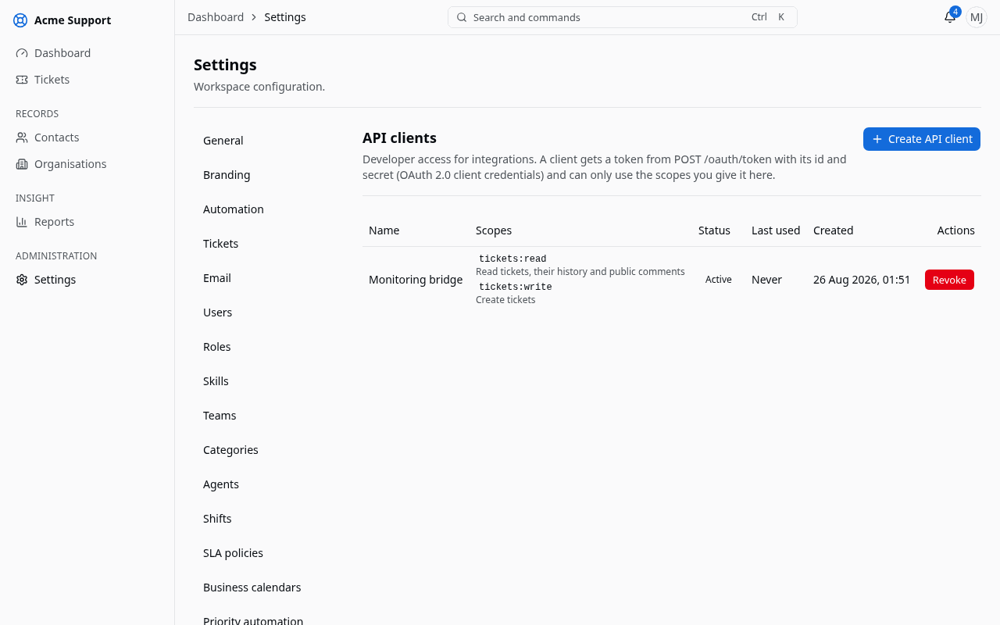 Acme Support
Dashboard
Tickets
RECORDS
Contacts
Organisations
INSIGHT
Reports
ADMINISTRATION
Settings
Dashboard > Settings
Search and commands Ctrl K
4
MJ
Settings
Workspace configuration.
General
Branding
Automation
Tickets
Email
Users
Roles
Skills
Teams
Categories
Agents
Shifts
SLA policies
Business calendars
Priority automation
API clients
Create API client
Developer access for integrations. A client gets a token from POST /oauth/token with its id and
secret (OAuth 2.0 client credentials) and can only use the scopes you give it here.
Name Scopes Status Last used Created Actions
tickets:read
Read tickets, their history and public comments
Monitoring bridge Active Never 26 Aug 2026, 01:51 Revoke
tickets:write
Create tickets